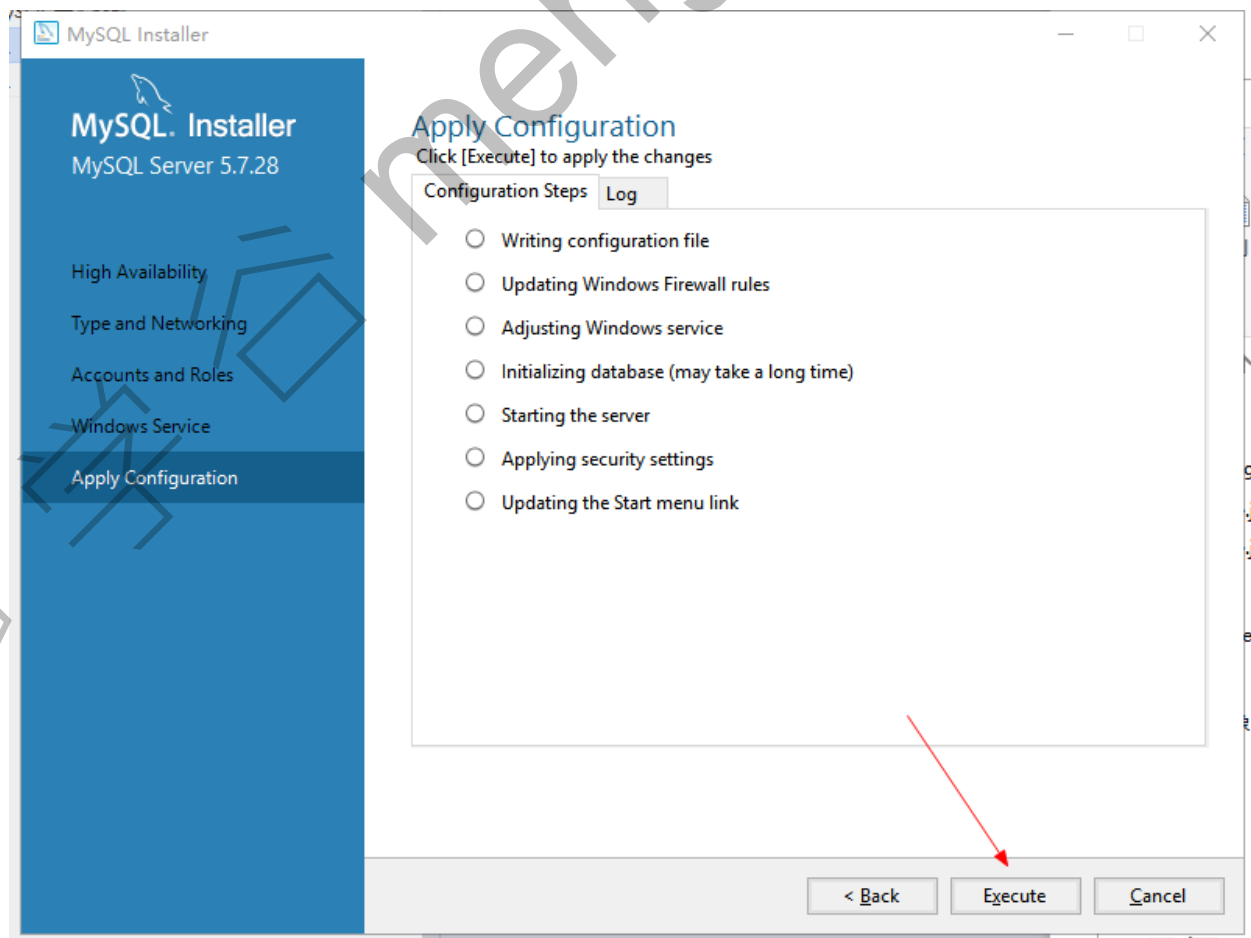 MySQL Installer
MySQL. Installer
MySQL Server 5.7.28
High Availability
Type and Networking
Accounts and Roles
Windows Service
Apply Configuration
Apply Configuration
Click [Execute] to apply the changes
Configuration Steps
Log
Writing configuration file
Updating Windows Firewall rules
Adjusting Windows service
Initializing database (may take a long time)
Starting the server
Applying security settings
Updating the Start menu link
< Back
Execute
Cancel